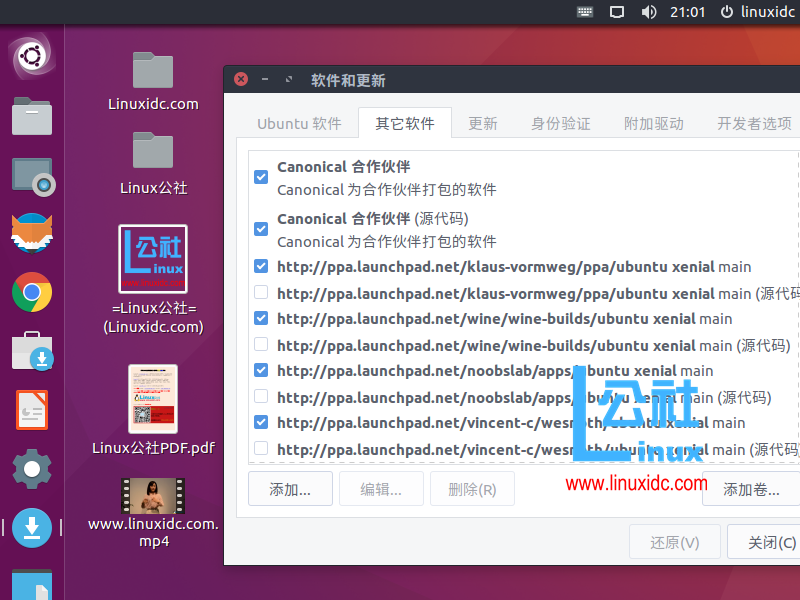 21:01
linuxidc
Linuxidc.com
Linux公社
公社
Linux
=Linux公社=
(Linuxidc.com)
Linux公社PDF.pdf
www.linuxidc.com.
mp4
软件和更新
Ubuntu 软件
其它软件
更新
身份验证
附加驱动
开发者选项
Canonical 合作伙伴
Canonical 为合作伙伴打包的软件
Canonical 合作伙伴 (源代码)
Canonical 为合作伙伴打包的软件
http://ppa.launchpad.net/klaus-vormweg/ppa/ubuntu xenial main
http://ppa.launchpad.net/klaus-vormweg/ppa/ubuntu xenial main (源代码
http://ppa.launchpad.net/wine/wine-builds/ubuntu xenial main
http://ppa.launchpad.net/wine/wine-builds/ubuntu xenial main (源代码)
http://ppa.launchpad.net/noobslab/apps/ubuntu xenial main
http://ppa.launchpad.net/noobslab/apps/ubuntu xenial main (源代码)
http://ppa.launchpad.net/vincent-c/wesnoth/ubuntu xenial main
http://ppa.launchpad.net/vincent-c/wesnoth/ubuntu xenial main (源代码
公社
Linux
www.linuxidc.com
添加...
编辑...
删除(R)
添加卷...
还原(V)
关闭(C)